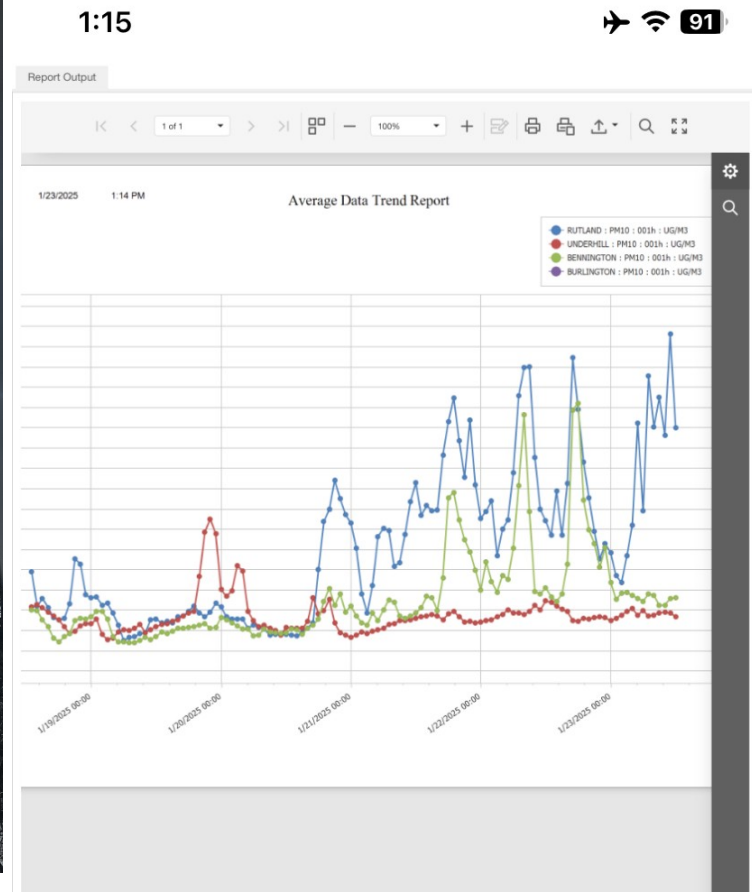 1:15
91
Report Output
1 of 1
100%
1/23/2025 1:14 PM
Average Data Trend Report
RUTLAND : PM10 : 001h : UG/M3
UNDERHILL : PM10 : 001h : UG/M3
BENNINGTON : PM10 : 001h : UG/M3
BURLINGTON : PM10 : 001h : UG/M3
1/19/2025 00:00
1/20/2025 00:00
1/21/2025 00:00
1/22/2025 00:00
1/23/2025 00:00